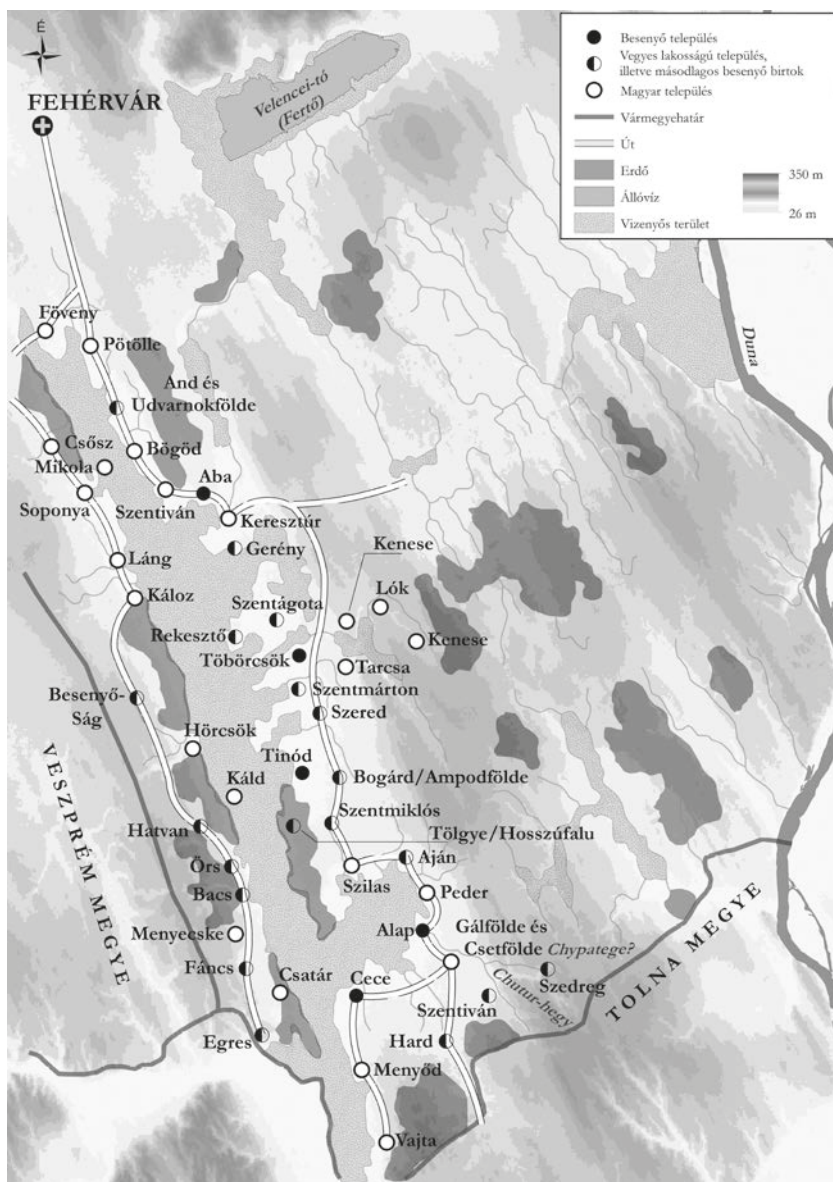 É
FEHÉRVÁR
Velencei-tó
(Fertő)
Besenyő település
Vegyes lakosságú település,
illetve másodlagos besenyő birtok
Magyar település
Vármegyehatár
Út
Erdő
Állóvíz
Vizenyős terület
350 m
26 m
Duna
Föveny
Pötölle
And és
Udvarnokfölde
Csősz
Bögöd
Mikola
Aba
Soponya
Szentiván
Keresztúr
Gerény
Kenese
Láng
Lók
Káloz
Szentágota
Rekesztő
Kenese
Töbörcsök
Tarcsa
Szentmárton
Besenyő-
Ság
Szered
Hörcsök
Tinód
VESZPRÉM MEGYE
Káld
Bogárd/Ampodfölde
Szentmiklós
Hatvan
Tölgye/Hosszúfalu
Aján
Őrs
Szilas
Bacs
Peder
Menyecske
Alap
Gálfölde és
Csetfölde
Chypatege?
TOLNA MEGYE
Fáncs
Csatár
Cece
Szedreg
Chutur-hegy
Szentiván
Egres
Hard
Menyőd
Vajta